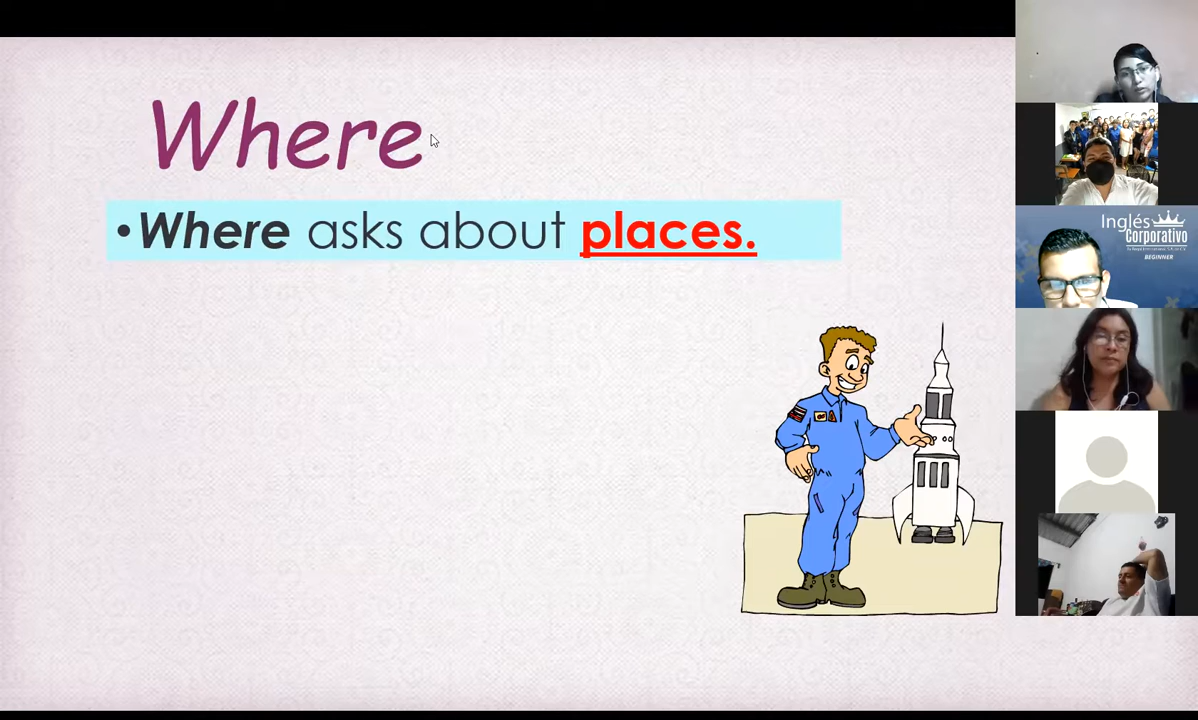 Where
•Where asks about places.
Inglés
Corporativo
BEGINNER